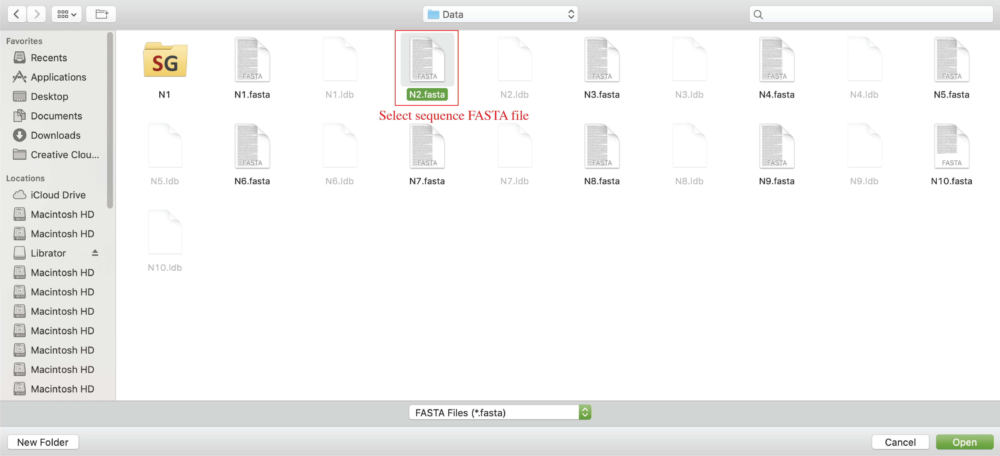 Data
Favorites
Recents
Applications
Desktop
Documents
Downloads
Creative Clou...
Locations
iCloud Drive
Macintosh HD
Macintosh HD
Librator
Macintosh HD
Macintosh HD
Macintosh HD
Macintosh HD
Macintosh HD
Macintosh HD
Macintosh HD
SG
FASTA
FASTA
FASTA
FASTA
FASTA
N1
N1.fasta
N1.ldb
N2.fasta
N2.ldb
N3.fasta
N3.ldb
N4.fasta
N4.ldb
N5.fasta
Select sequence FASTA file
FASTA
FASTA
FASTA
FASTA
FASTA
N5.ldb
N6.fasta
N6.ldb
N7.fasta
N7.ldb
N8.fasta
N8.ldb
N9.fasta
N9.ldb
N10.fasta
N10.ldb
FASTA Files (*.fasta)
New Folder
Cancel
Open